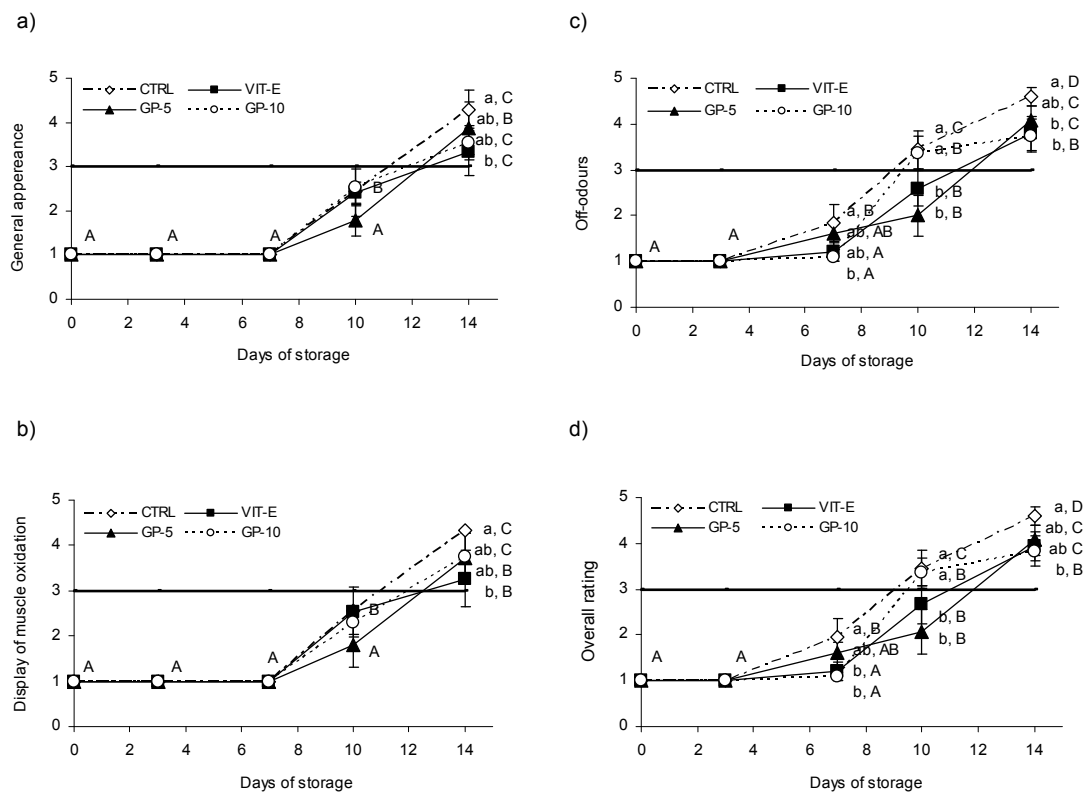 a)
CTRL VIT-E
GP-5 GP-10
General appereance
5
4
3
2
1
0
A A A B A
a, C
ab, B
ab, C
b, C
0 2 4 6 8 10 12 14
Days of storage
c)
CTRL VIT-E
GP-5 GP-10
Off-odours
5
4
3
2
1
0
A A
a, B
ab, AB
ab, A
b, A
a, C
a, B
b, B
b, B
a, D
ab, C
b, C
b, B
0 2 4 6 8 10 12 14
Days of storage
b)
CTRL VIT-E
GP-5 GP-10
Display of muscle oxidation
5
4
3
2
1
0
A A A B A
a, C
ab, C
ab, B
b, B
0 2 4 6 8 10 12 14
Days of storage
d)
CTRL VIT-E
GP-5 GP-10
Overall rating
5
4
3
2
1
0
A A
a, B
ab, AB
b, A
b, A
a, C
a, B
b, B
b, B
a, D
ab, C
ab C
b, B
0 2 4 6 8 10 12 14
Days of storage